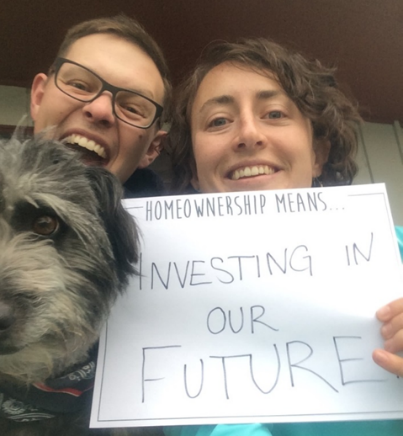 HOMEOWNERSHIP MEANS...
INVESTING IN
OUR
FUTURE